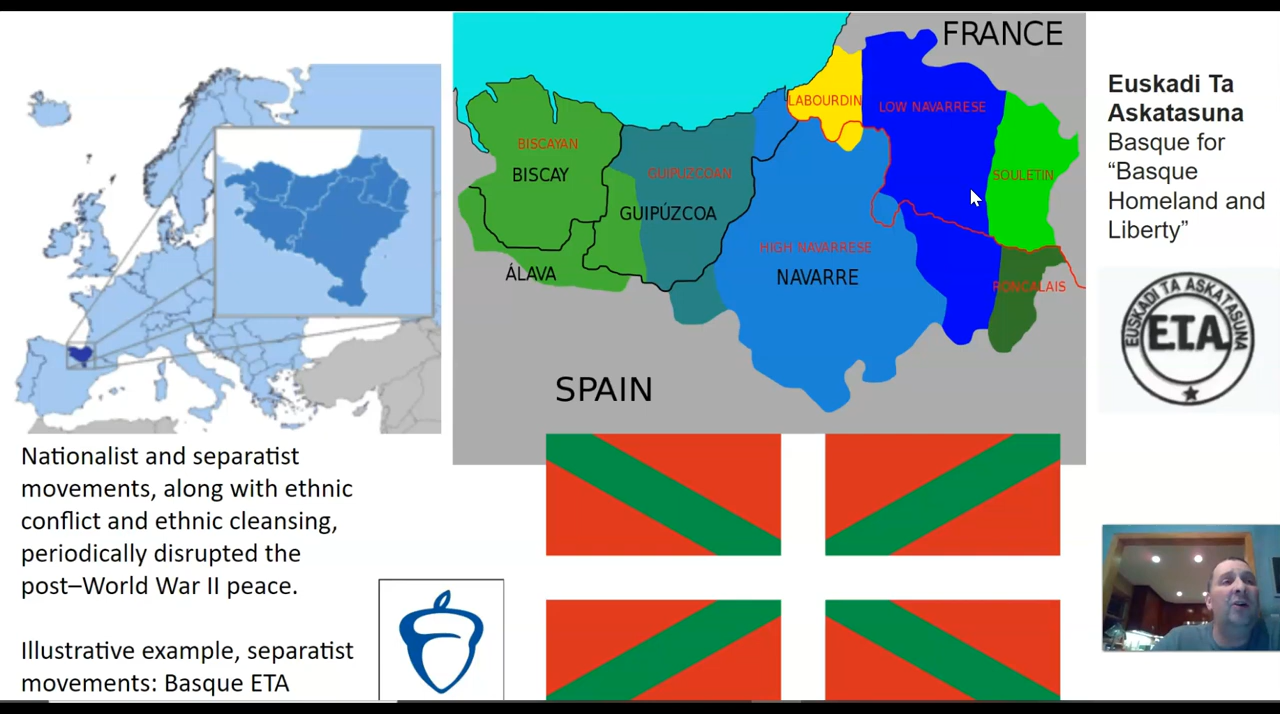 FRANCE
LABOURDIN
LOW NAVARRESE
BISCAYAN
BISCAY
GUIPUZCOAN
GUIPÚZCOA
SOULETIN
HIGH NAVARRESE
NAVARRE
ÁLAVA
RONCALAIS
SPAIN
Euskadi Ta
Askatasuna
Basque for
“Basque
Homeland and
Liberty”
EUSKADI TA ASKATASUNA
ETA
Nationalist and separatist
movements, along with ethnic
conflict and ethnic cleansing,
periodically disrupted the
post–World War II peace.
Illustrative example, separatist
movements: Basque ETA